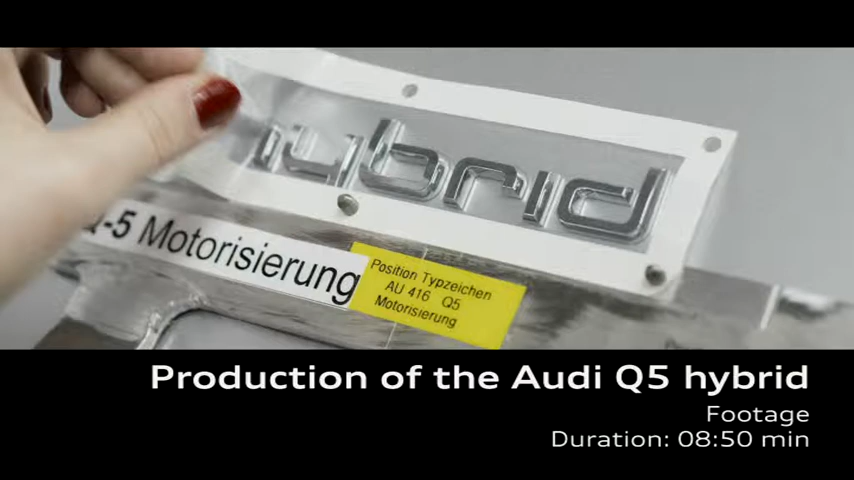 hybrid
Q-5 Motorisierung
Position Typzeichen
AU 416 Q5
Motorisierung
Production of the Audi Q5 hybrid
Footage
Duration: 08:50 min